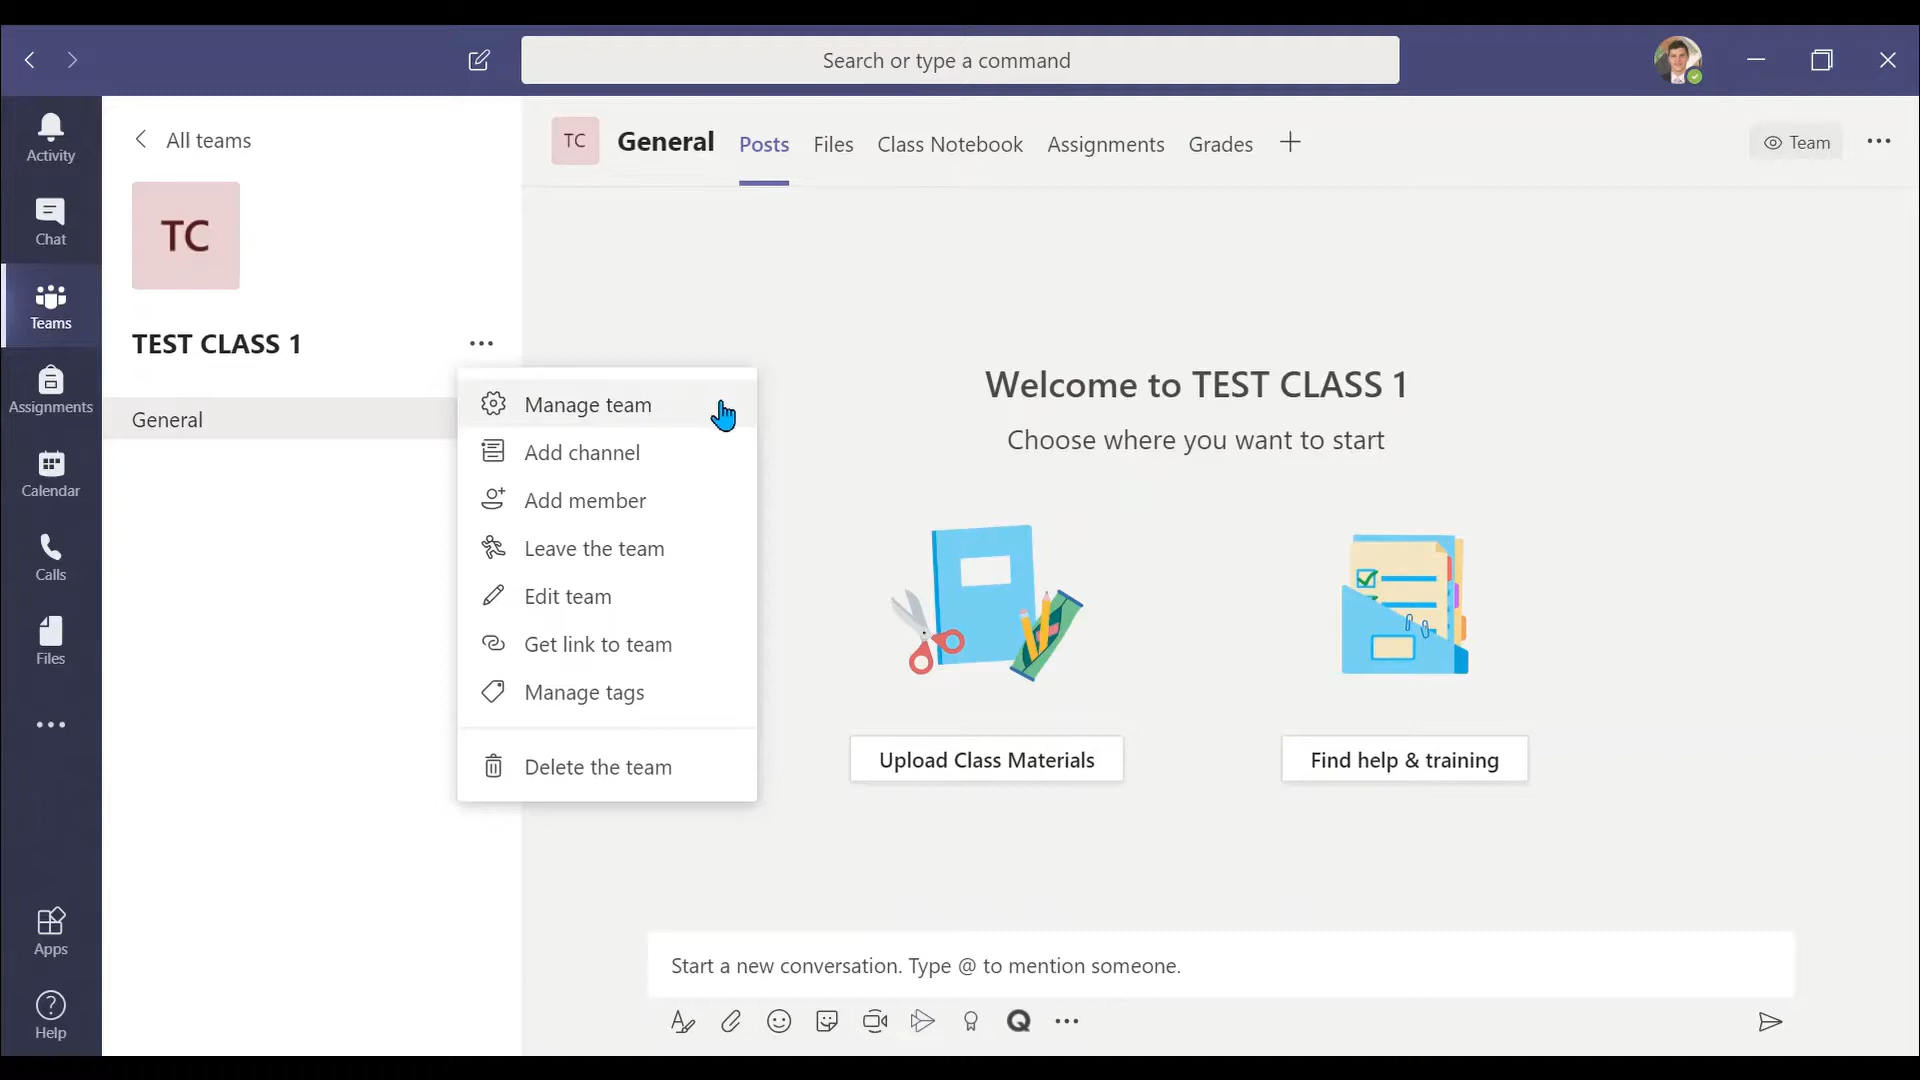 Search or type a command
Activity
Chat
Teams
Assignments
Calendar
Calls
Files
Apps
Help
All teams
TC
TEST CLASS 1
General
Manage team
Add channel
Add member
Leave the team
Edit team
Get link to team
Manage tags
Delete the team
TC General Posts Files Class Notebook Assignments Grades
Team
Welcome to TEST CLASS 1
Choose where you want to start
Upload Class Materials
Find help & training
Start a new conversation. Type @ to mention someone.